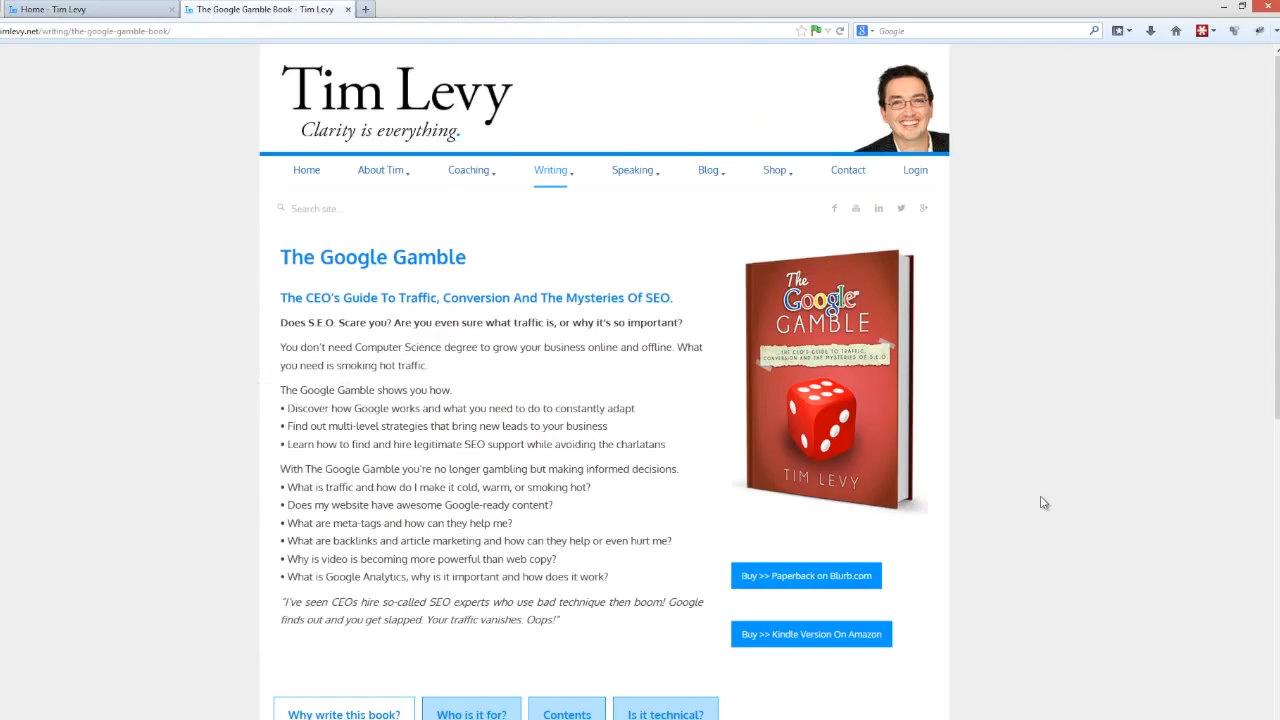 Home - Tim Levy
The Google Gamble Book - Tim Levy
imlevy.net/writing/the-google-gamble-book/
Google
Tim Levy
Clarity is everything.
Home About Tim Coaching Writing Speaking Blog Shop Contact Login
Search site...
The Google Gamble
The CEO's Guide To Traffic, Conversion And The Mysteries Of SEO.
Does S.E.O. Scare you? Are you even sure what traffic is, or why it's so important?
You don't need Computer Science degree to grow your business online and offline. What
you need is smoking hot traffic.
The Google Gamble shows you how.
• Discover how Google works and what you need to do to constantly adapt
• Find out multi-level strategies that bring new leads to your business
• Learn how to find and hire legitimate SEO support while avoiding the charlatans
With The Google Gamble you're no longer gambling but making informed decisions.
• What is traffic and how do I make it cold, warm, or smoking hot?
• Does my website have awesome Google-ready content?
• What are meta-tags and how can they help me?
• What are backlinks and article marketing and how can they help or even hurt me?
• Why is video is becoming more powerful than web copy?
• What is Google Analytics, why is it important and how does it work?
"I've seen CEOs hire so-called SEO experts who use bad technique then boom! Google
finds out and you get slapped. Your traffic vanishes. Oops!"
The
Google
GAMBLE
THE CEO'S GUIDE TO TRAFFIC,
CONVERSION AND THE MYSTERIES OF S.E.O.
TIM LEVY
Buy >> Paperback on Blurb.com
Buy >> Kindle Version On Amazon
Why write this book? Who is it for? Contents Is it technical?